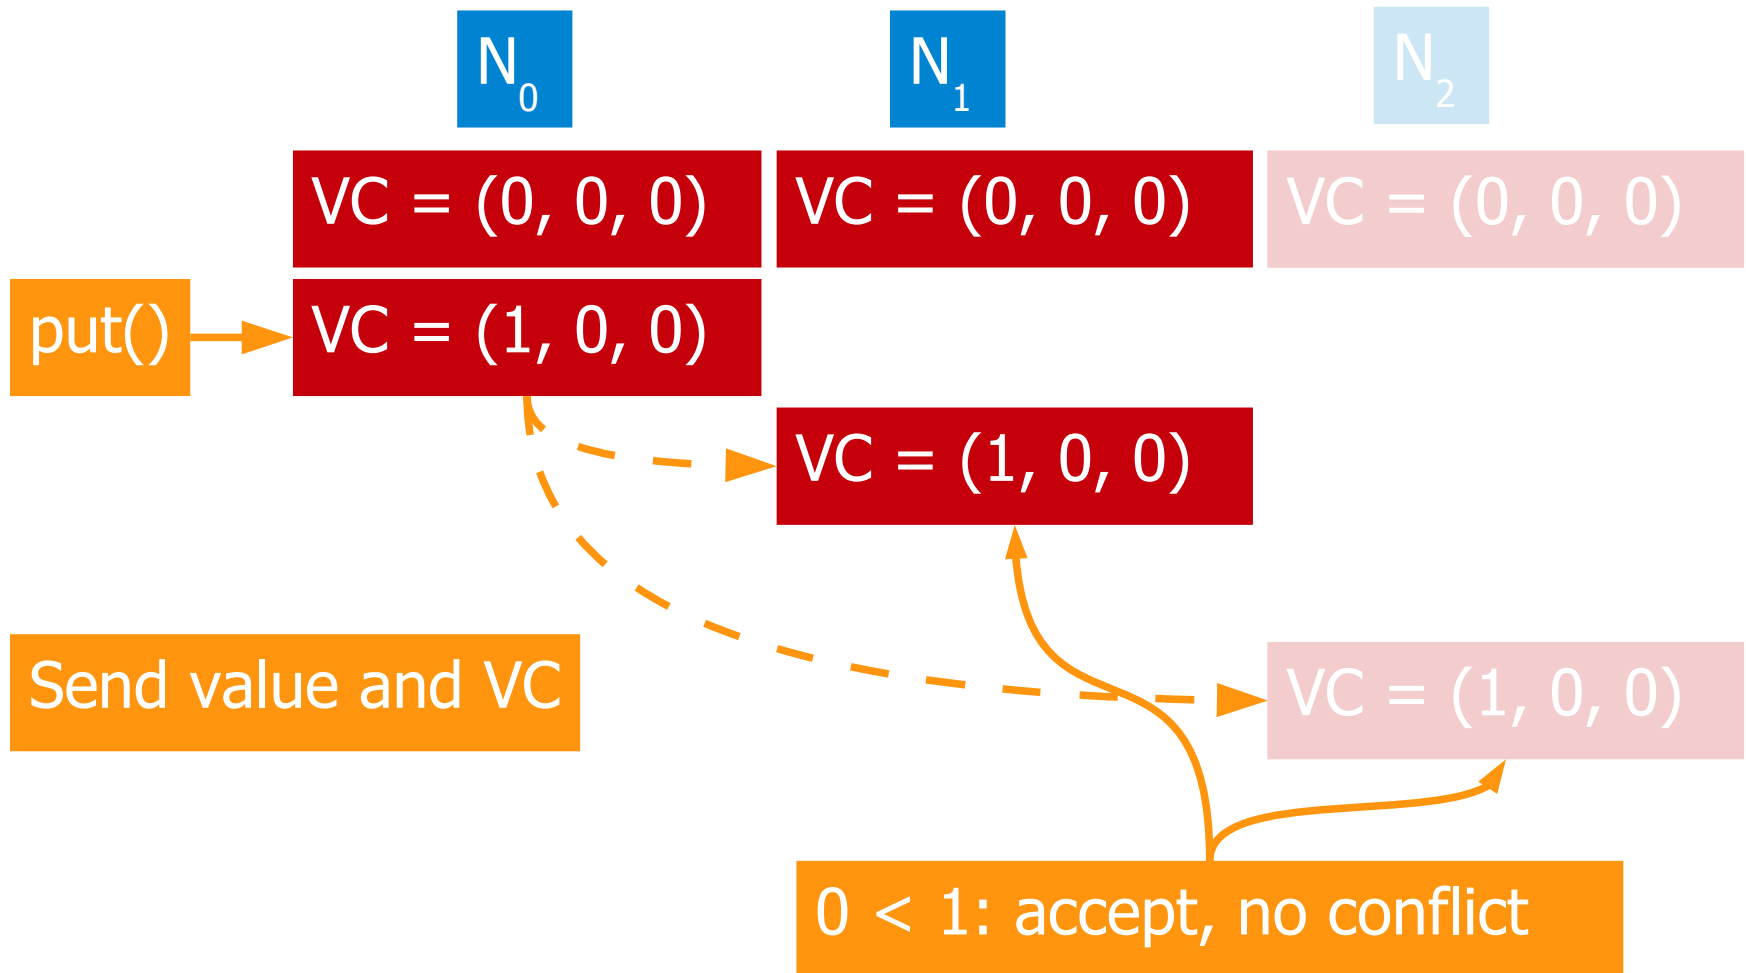 N0
N1
N2
VC = (0, 0, 0)
VC = (0, 0, 0)
VC = (0, 0, 0)
put()
VC = (1, 0, 0)
VC = (1, 0, 0)
Send value and VC
VC = (1, 0, 0)
0 < 1: accept, no conflict